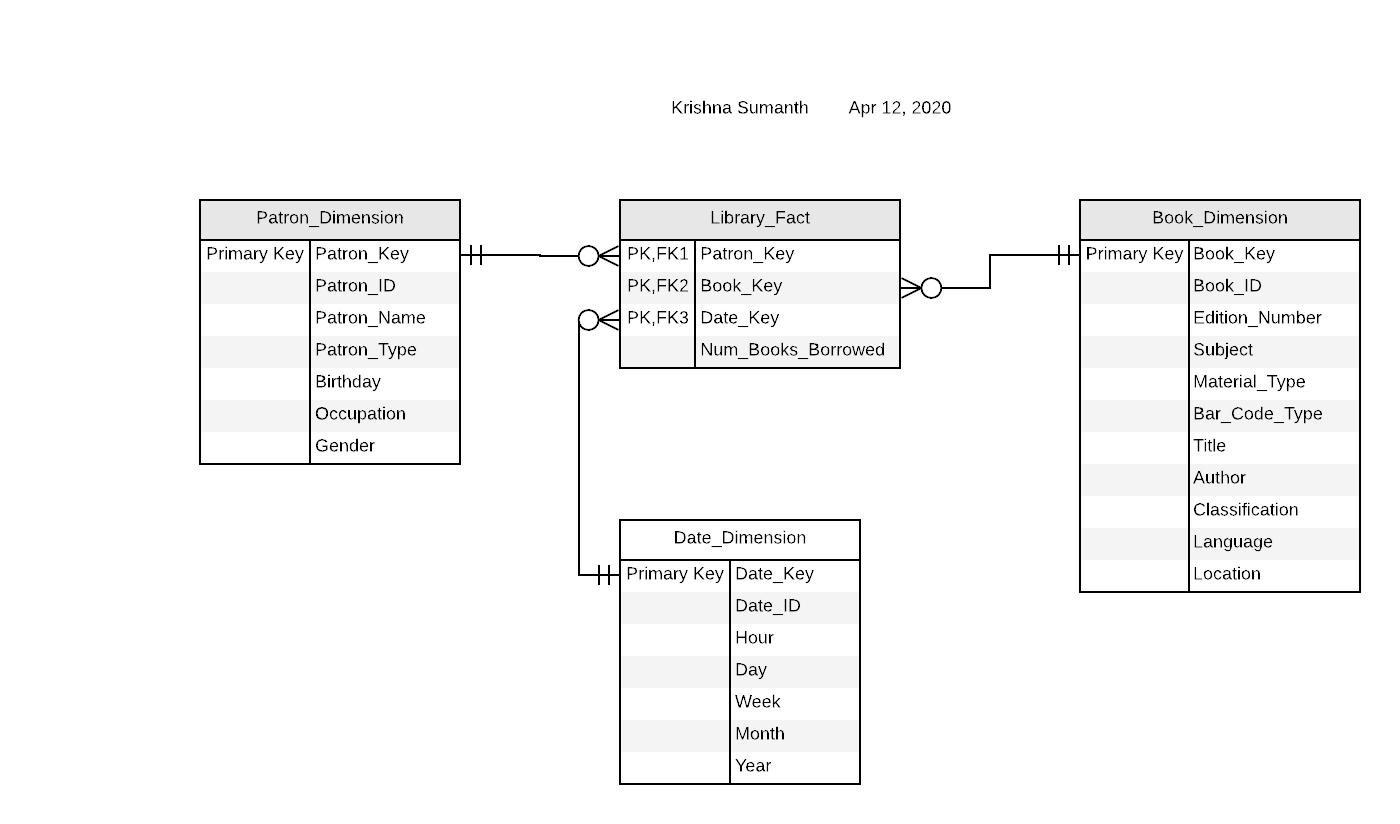 Krishna Sumanth Apr 12, 2020
Patron_Dimension
Primary Key Patron_Key
Patron_ID
Patron_Name
Patron_Type
Birthday
Occupation
Gender
Library_Fact
PK,FK1 Patron_Key
PK,FK2 Book_Key
PK,FK3 Date_Key
Num_Books_Borrowed
Book_Dimension
Primary Key Book_Key
Book_ID
Edition_Number
Subject
Material_Type
Bar_Code_Type
Title
Author
Classification
Language
Location
Date_Dimension
Primary Key Date_Key
Date_ID
Hour
Day
Week
Month
Year